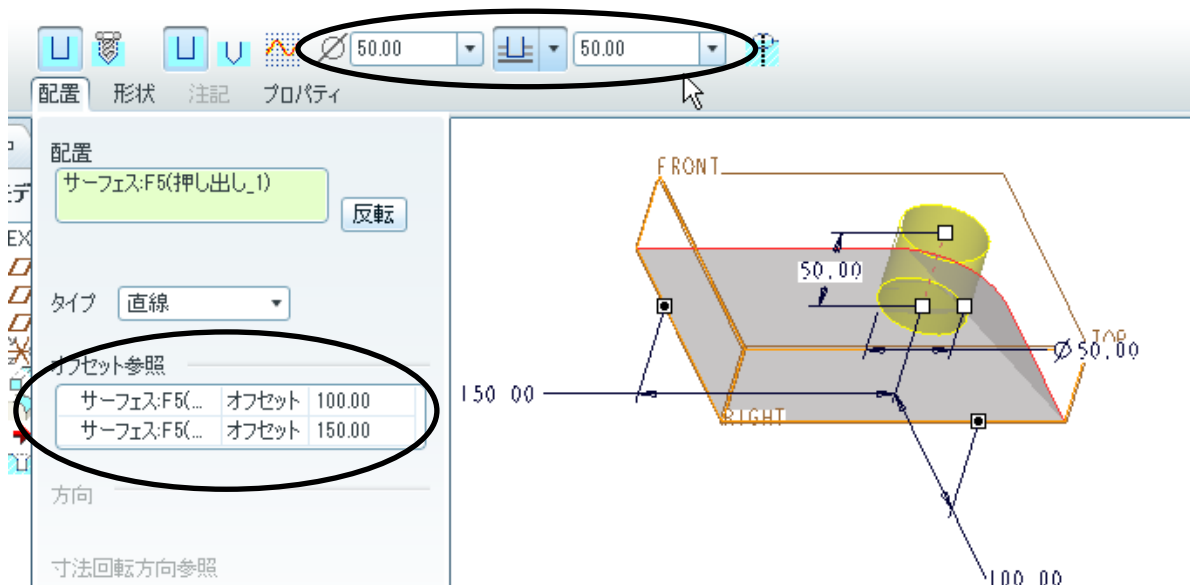 50.00 50.00
配置 形状 注記 プロパティ
配置
サーフェス:F5(押し出し_1)
反転
タイプ 直線
オフセット参照
サーフェス:F5(... オフセット 100.00
サーフェス:F5(... オフセット 150.00
方向
寸法回転方向参照
FRONT
50.00
TOP
Ø50.00
150 00
RIGHT
100 00